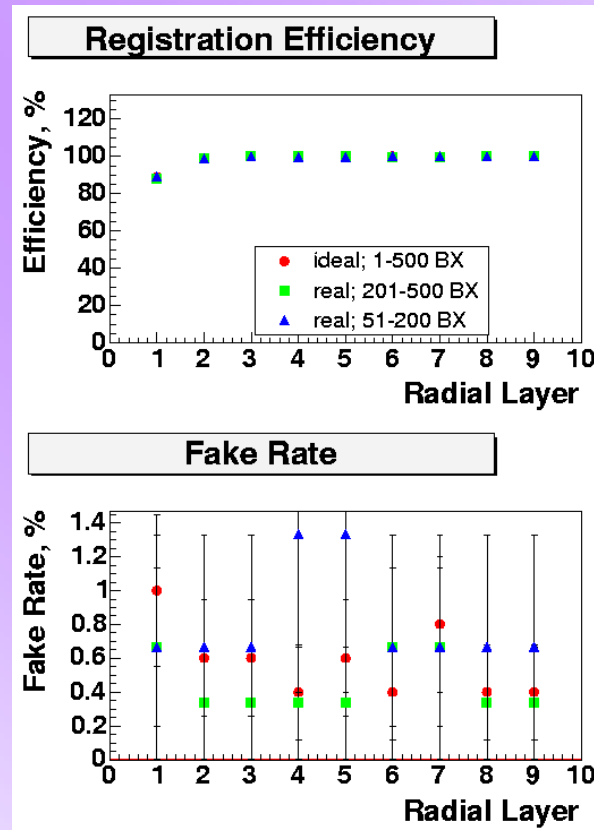 Registration Efficiency
Efficiency, %
120
100
80
60
40
20
0
ideal; 1-500 BX
real; 201-500 BX
real; 51-200 BX
0 1 2 3 4 5 6 7 8 9 10
Radial Layer
Fake Rate
Fake Rate, %
1.4
1.2
1
0.8
0.6
0.4
0.2
0
0 1 2 3 4 5 6 7 8 9 10
Radial Layer